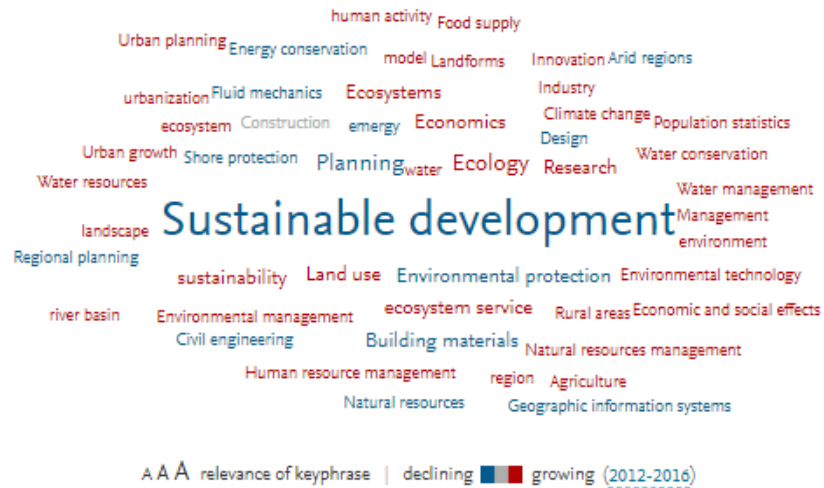 human activity Food supply
Urban planning Energy conservation model Landforms Innovation Arid regions
urbanization Fluid mechanics Ecosystems Industry
ecosystem Construction emergy Economics Climate change Population statistics
Design
Urban growth Shore protection Planning water Ecology Research Water conservation
Water resources Water management
landscape Sustainable development Management
environment
Regional planning
sustainability Land use Environmental protection Environmental technology
river basin Environmental management ecosystem service Rural areas Economic and social effects
Civil engineering Building materials Natural resources management
Human resource management region Agriculture
Natural resources Geographic information systems
A A A relevance of keyphrase | declining growing (2012-2016)